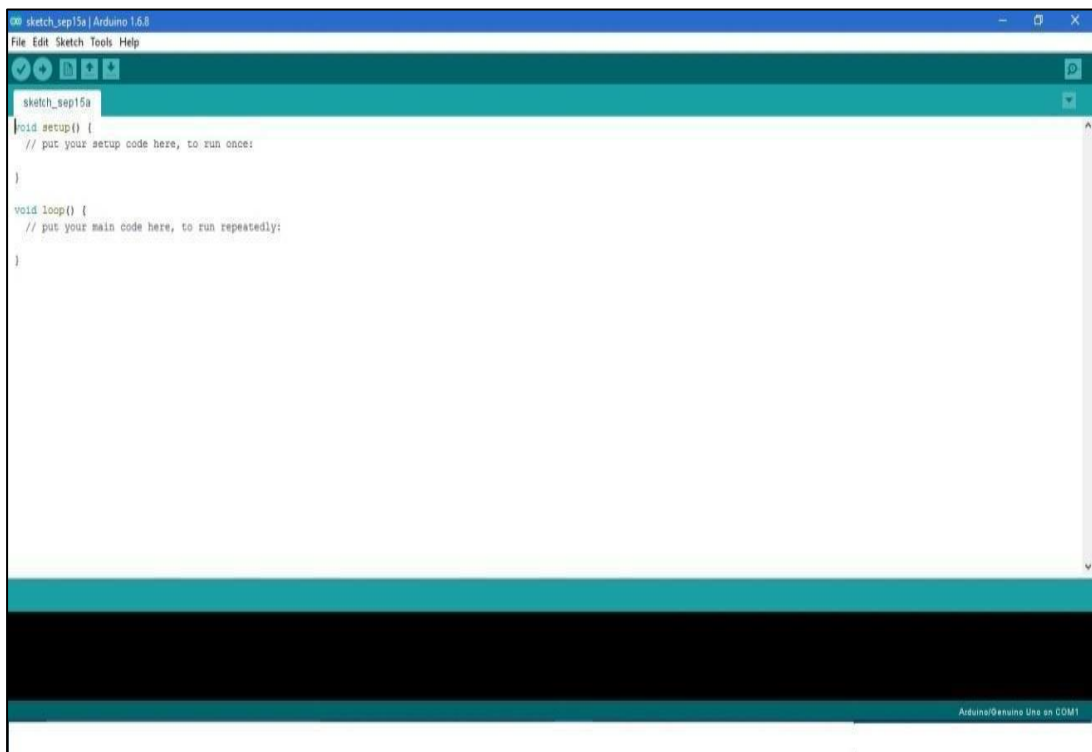 sketch_sep15a | Arduino 1.6.8
File Edit Sketch Tools Help
sketch_sep15a
void setup() {
  // put your setup code here, to run once:
}
void loop() {
  // put your main code here, to run repeatedly:
}
Arduino/Genuino Uno on COM1